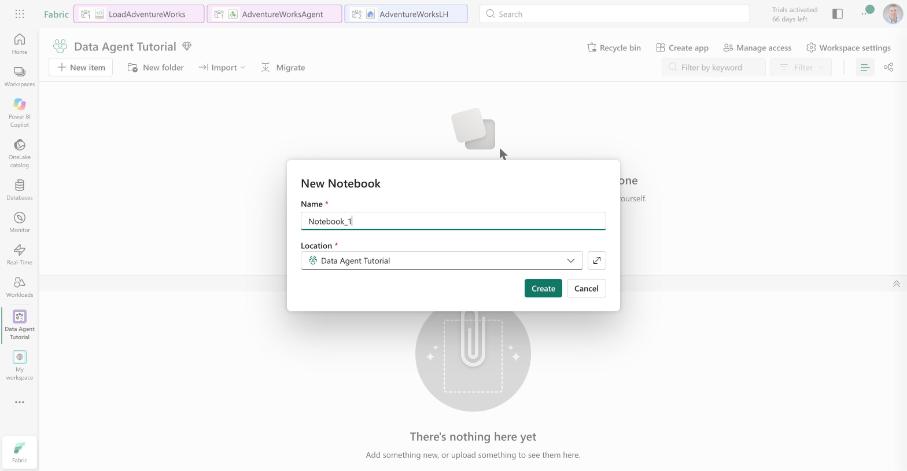 Fabric
LoadAdventureWorks
AdventureWorksAgent
AdventureWorksLH
Search
Trials activated:
66 days left
Home
Workspaces
Power BI
Copilot
OneLake
catalog
Databases
Monitor
Real-Time
Workloads
Data Agent
Tutorial
My
workspace
Fabric
Data Agent Tutorial
Recycle bin
Create app
Manage access
Workspace settings
New item
New folder
Import
Migrate
Filter by keyword
Filter
one
yourself.
New Notebook
Name *
Notebook_1
Location *
Data Agent Tutorial
Create
Cancel
There's nothing here yet
Add something new, or upload something to see them here.